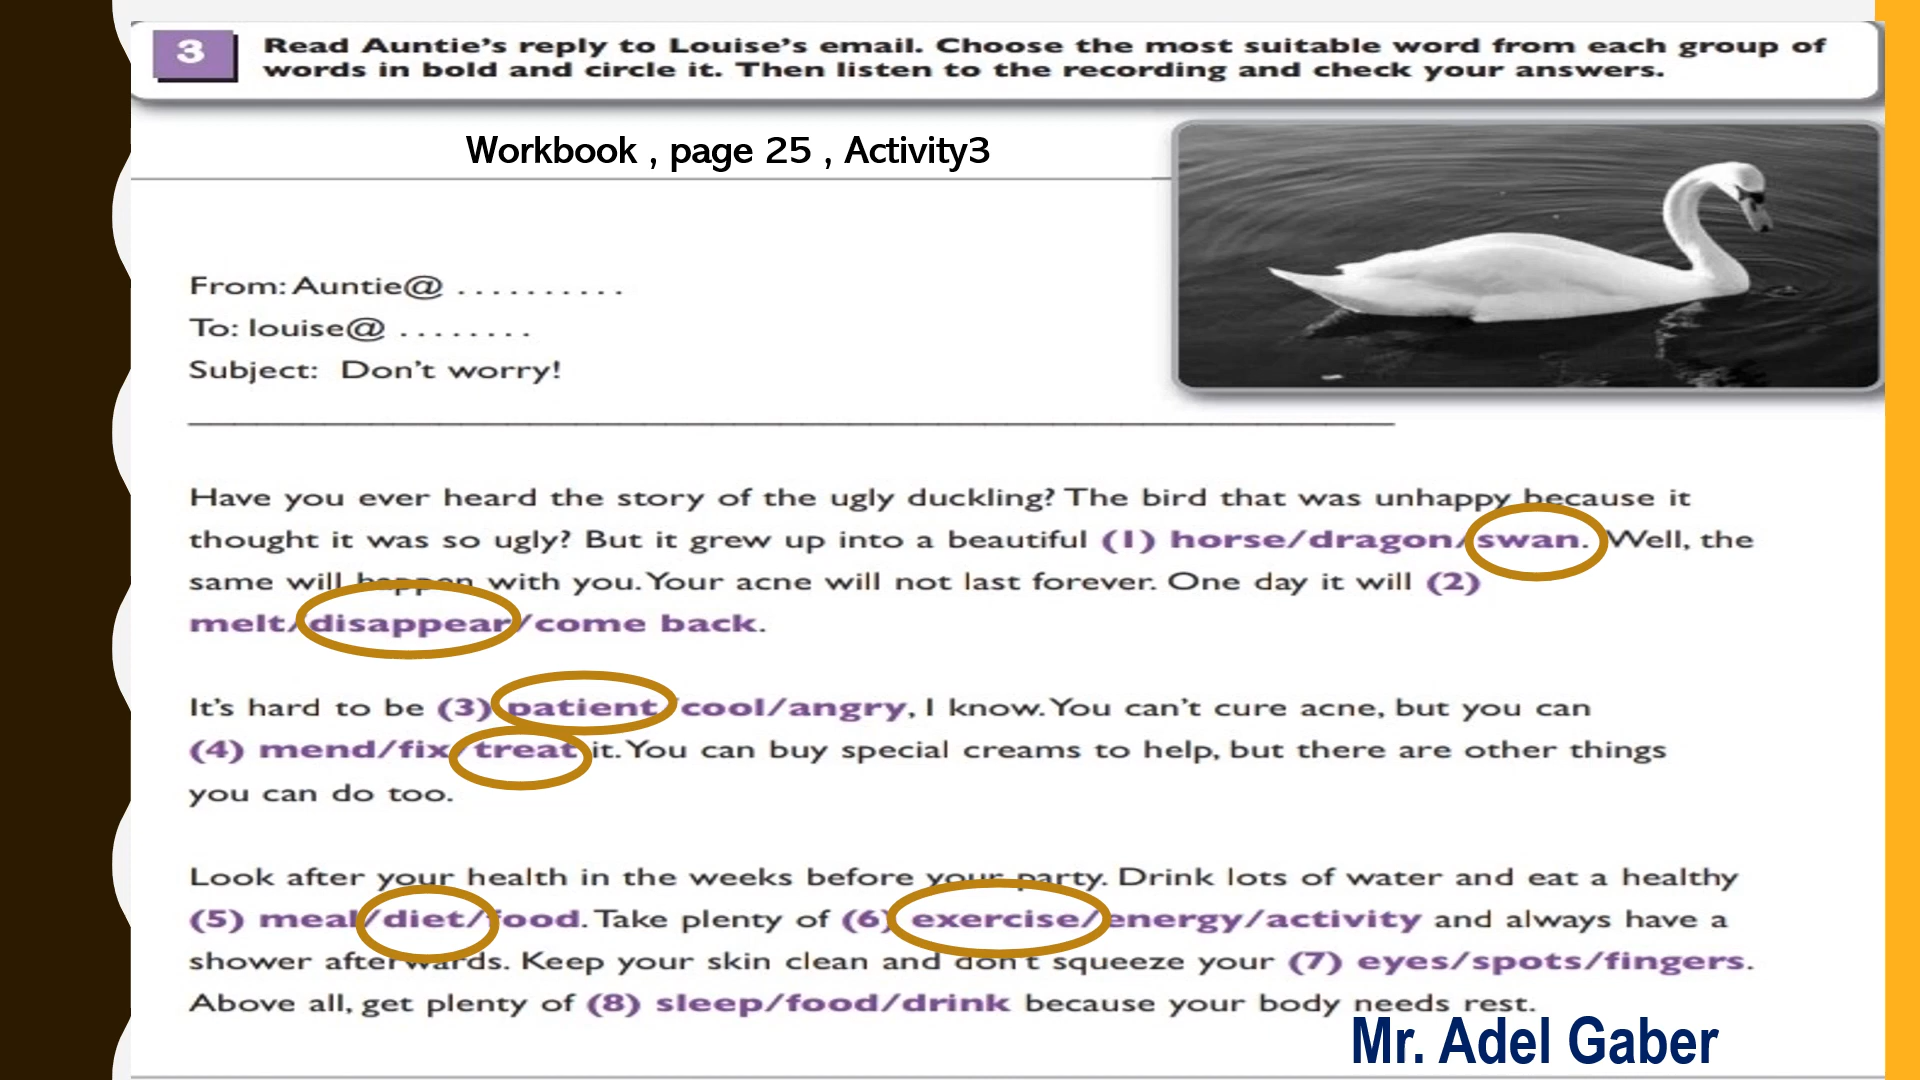 3
Read Auntie's reply to Louise's email. Choose the most suitable word from each group of
words in bold and circle it. Then listen to the recording and check your answers.
Workbook , page 25 , Activity3
From: Auntie@ ..........
To: louise@ ........
Subject: Don't worry!
Have you ever heard the story of the ugly duckling? The bird that was unhappy because it
thought it was so ugly? But it grew up into a beautiful (1) horse/dragon/swan. Well, the
same will happen with you. Your acne will not last forever. One day it will (2)
melt/disappear/come back.
It's hard to be (3) patient/cool/angry, I know. You can't cure acne, but you can
(4) mend/fix/treat it. You can buy special creams to help, but there are other things
you can do too.
Look after your health in the weeks before your party. Drink lots of water and eat a healthy
(5) meal/diet/food. Take plenty of (6) exercise/energy/activity and always have a
shower afterwards. Keep your skin clean and don't squeeze your (7) eyes/spots/fingers.
Above all, get plenty of (8) sleep/food/drink because your body needs rest.
Mr. Adel Gaber